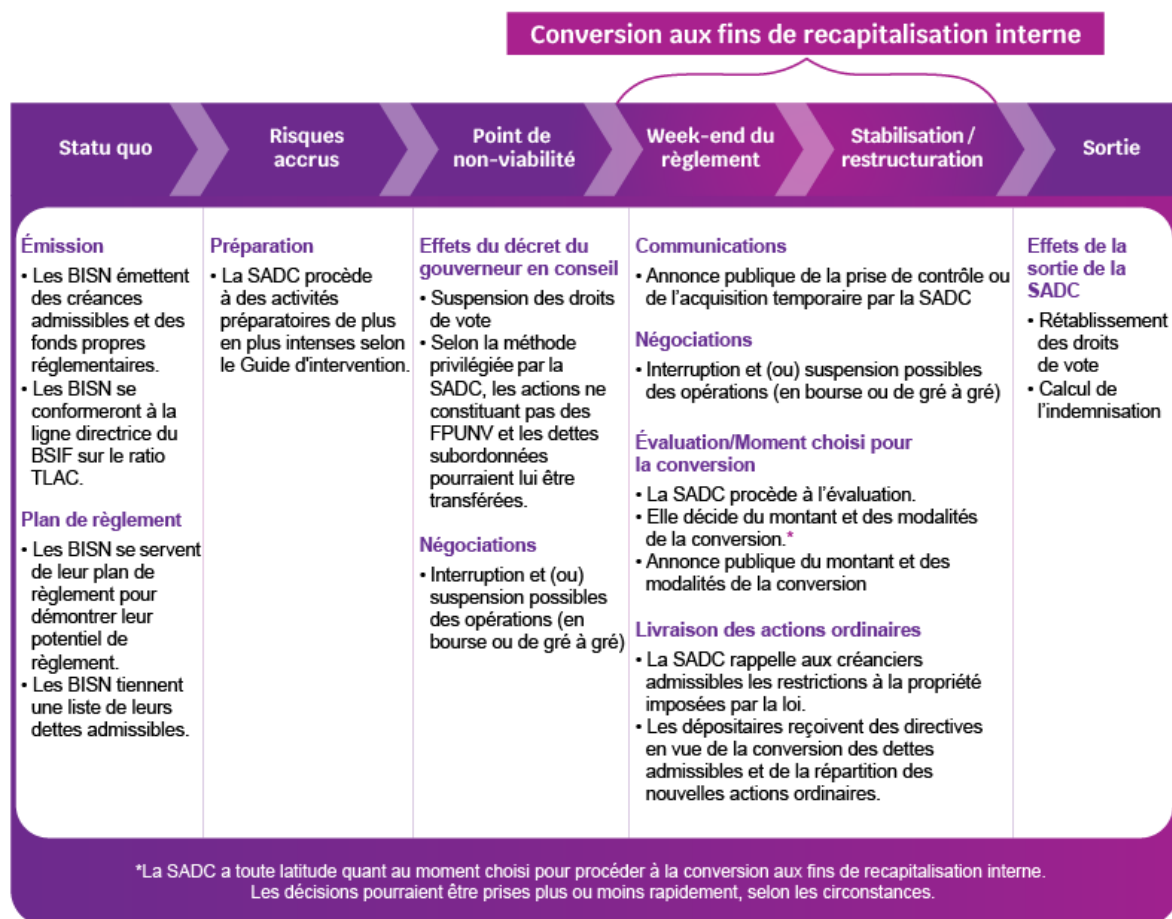 Conversion aux fins de recapitalisation interne
Statu quo
Risques
accrus
Point de
non-viabilité
Week-end du
règlement
Stabilisation /
restructuration
Sortie
Émission
• Les BISN émettent
des créances
admissibles et des
fonds propres
réglementaires.
• Les BISN se
conformeront à la
ligne directrice du
BSIF sur le ratio
TLAC.
Plan de règlement
• Les BISN se servent
de leur plan de
règlement pour
démontrer leur
potentiel de
règlement.
• Les BISN tiennent
une liste de leurs
dettes admissibles.
Préparation
• La SADC procède
à des activités
préparatoires de plus
en plus intenses selon
le Guide d'intervention.
Effets du décret du
gouverneur en conseil
• Suspension des droits
de vote
• Selon la méthode
privilégiée par la
SADC, les actions ne
constituant pas des
FPUNV et les dettes
subordonnées
pourraient lui être
transférées.
Négociations
• Interruption et (ou)
suspension possibles
des opérations (en
bourse ou de gré à gré)
Communications
• Annonce publique de la prise de contrôle ou
de l’acquisition temporaire par la SADC
Négociations
• Interruption et (ou) suspension possibles
des opérations (en bourse ou de gré à gré)
Évaluation/Moment choisi pour
la conversion
• La SADC procède à l’évaluation.
• Elle décide du montant et des modalités
de la conversion.*
• Annonce publique du montant et des
modalités de la conversion
Livraison des actions ordinaires
• La SADC rappelle aux créanciers
admissibles les restrictions à la propriété
imposées par la loi.
• Les dépositaires reçoivent des directives
en vue de la conversion des dettes
admissibles et de la répartition des
nouvelles actions ordinaires.
Effets de la
sortie de la
SADC
• Rétablissement
des droits
de vote
• Calcul de
l’indemnisation
*La SADC a toute latitude quant au moment choisi pour procéder à la conversion aux fins de recapitalisation interne.
Les décisions pourraient être prises plus ou moins rapidement, selon les circonstances.